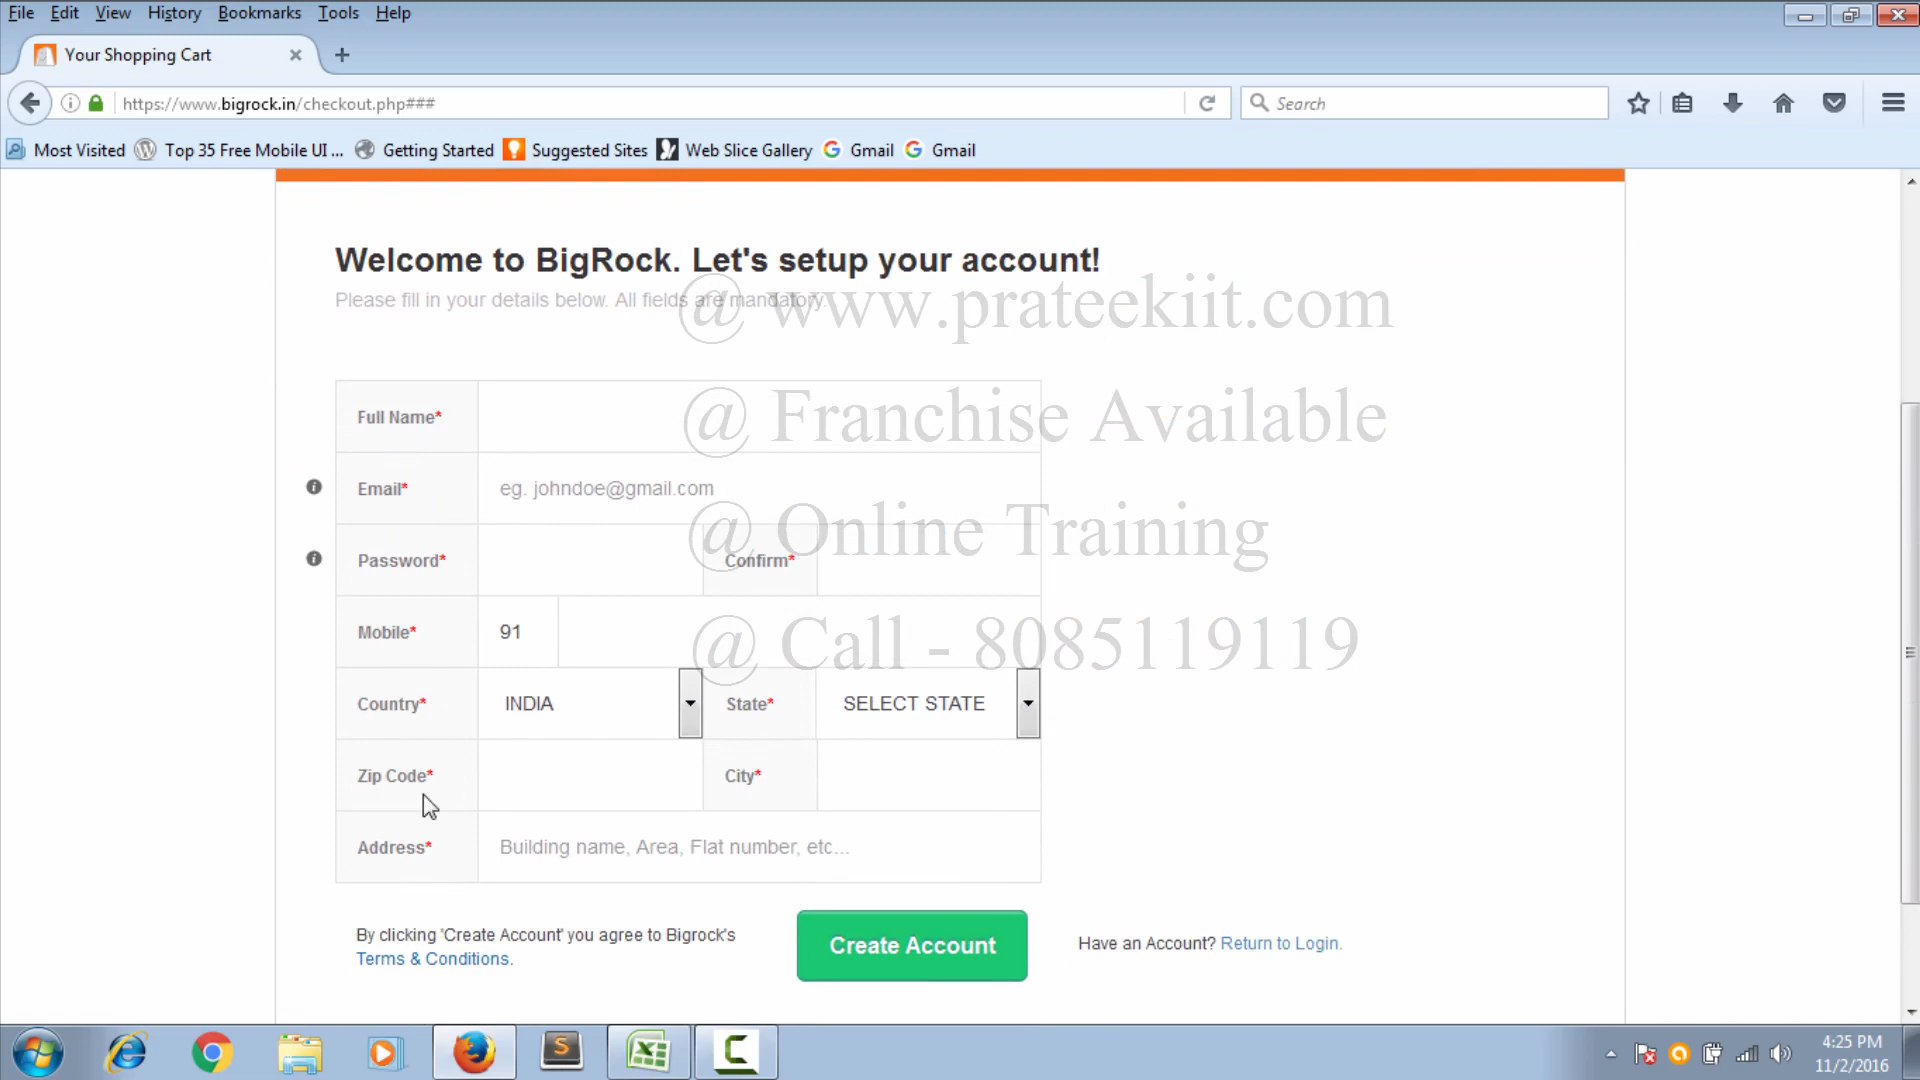 File Edit View History Bookmarks Tools Help
Your Shopping Cart
https://www.bigrock.in/checkout.php###
Search
Most Visited Top 35 Free Mobile UI ... Getting Started Suggested Sites Web Slice Gallery Gmail Gmail
Welcome to BigRock. Let's setup your account!
Please fill in your details below. All fields are mandatory.
@ www.prateekiit.com
Full Name*
@ Franchise Available
Email* eg. johndoe@gmail.com
@ Online Training
Password* Confirm*
Mobile* 91
@ Call - 8085119119
Country* INDIA State* SELECT STATE
Zip Code* City*
Address* Building name, Area, Flat number, etc...
By clicking 'Create Account' you agree to Bigrock's
Terms & Conditions.
Create Account
Have an Account? Return to Login.
4:25 PM
11/2/2016